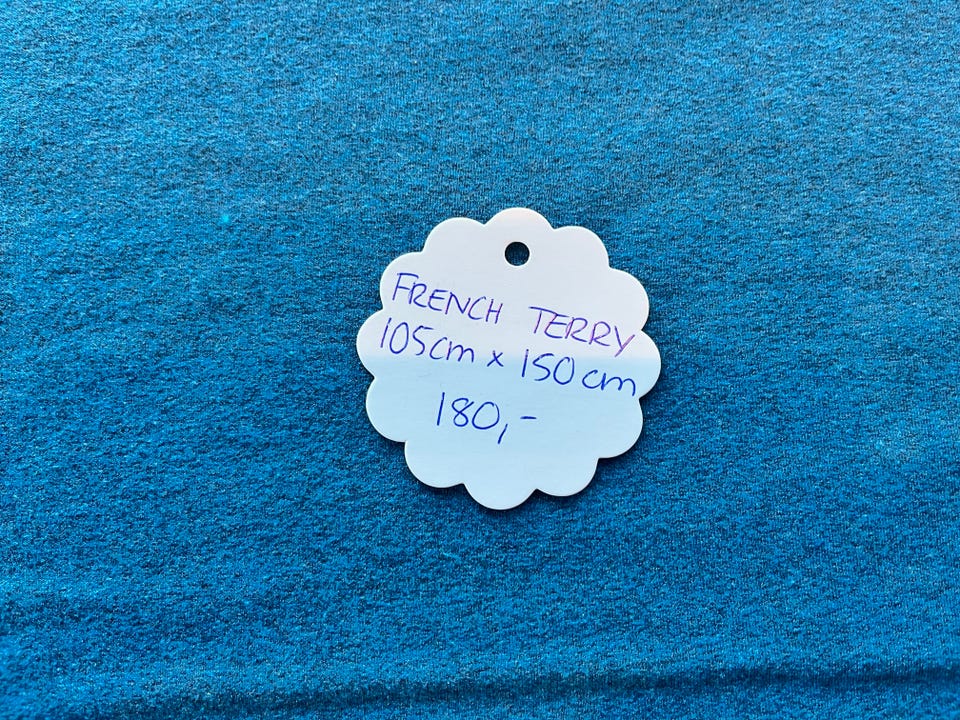 FRENCH TERRY
105cm x 150cm
180,-